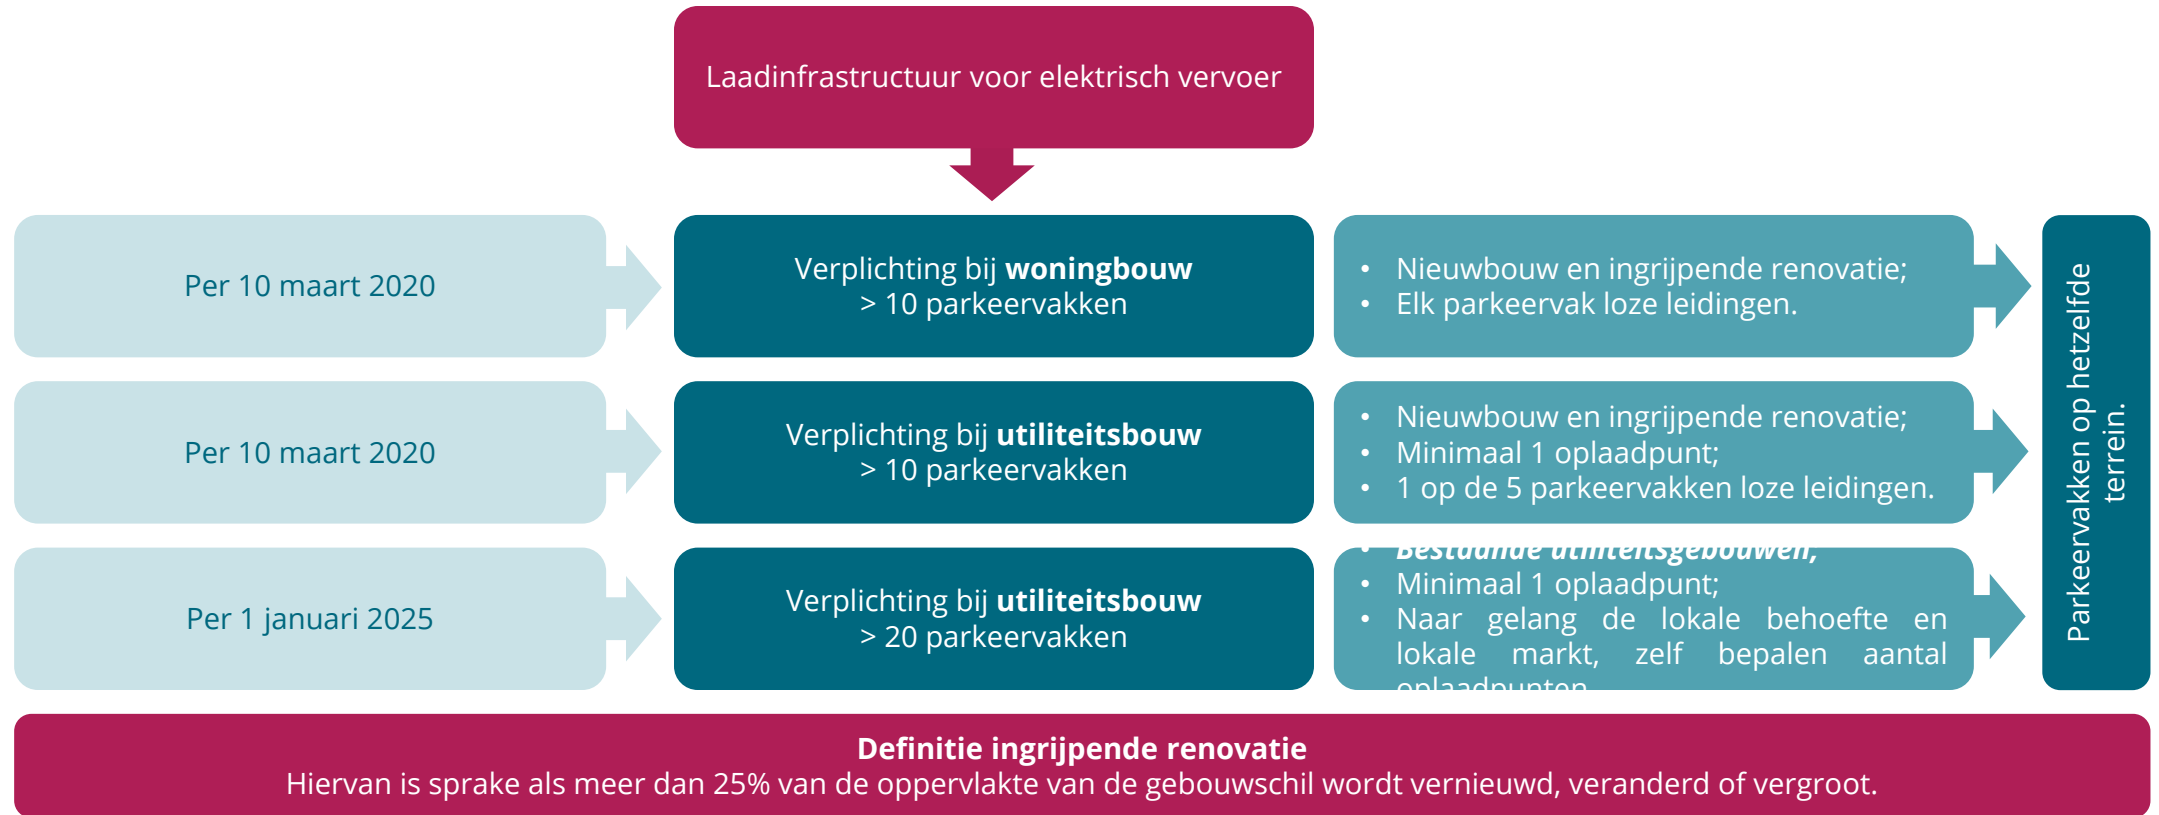 Laadinfrastructuur voor elektrisch vervoer
Per 10 maart 2020
Verplichting bij woningbouw
> 10 parkeervakken
• Nieuwbouw en ingrijpende renovatie;
• Elk parkeervak loze leidingen.
Per 10 maart 2020
Verplichting bij utiliteitsbouw
> 10 parkeervakken
• Nieuwbouw en ingrijpende renovatie;
• Minimaal 1 oplaadpunt;
• 1 op de 5 parkeervakken loze leidingen.
Per 1 januari 2025
Verplichting bij utiliteitsbouw
> 20 parkeervakken
• Bestaande utiliteitsgebouwen;
• Minimaal 1 oplaadpunt;
• Naar gelang de lokale behoefte en
lokale markt, zelf bepalen aantal
oplaadpunten
Parkeervakken op hetzelfde
terrein.
Definitie ingrijpende renovatie
Hiervan is sprake als meer dan 25% van de oppervlakte van de gebouwschil wordt vernieuwd, veranderd of vergroot.